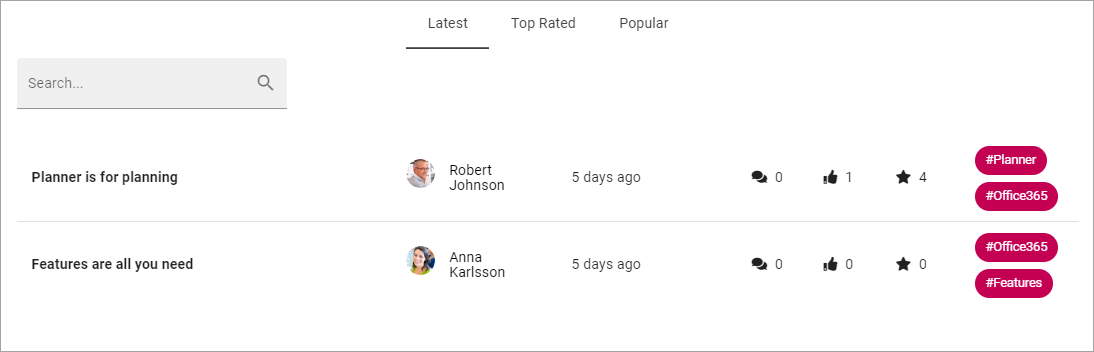 Latest Top Rated Popular
Search...
Planner is for planning
Robert
Johnson
5 days ago
0
1
4
#Planner
#Office365
Features are all you need
Anna
Karlsson
5 days ago
0
0
0
#Office365
#Features